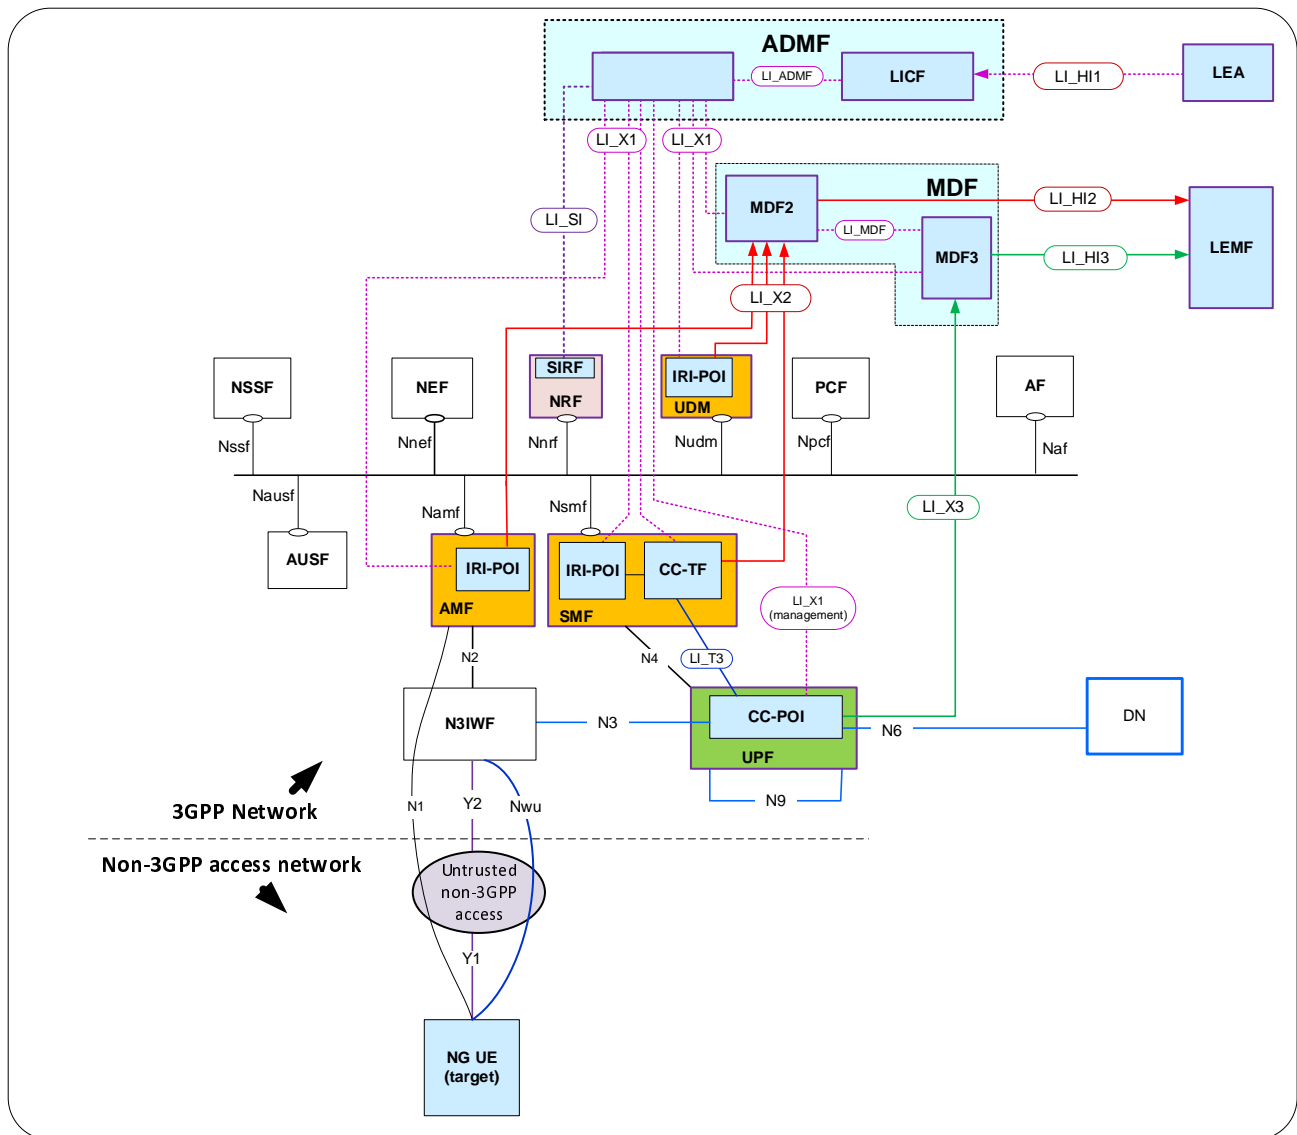 ADMF
LI_ADMF
LICF
LI_HI1
LEA
LI_X1
LI_X1
MDF
MDF2
LI_HI2
LI_SI
LI_MDF
MDF3
LI_HI3
LEMF
LI_X2
NSSF
NEF
SIRF
NRF
IRI-POI
UDM
PCF
AF
Nssf
Nnef
Nnrf
Nudm
Npcf
Naf
Nausf
Namf
Nsmf
LI_X3
AUSF
IRI-POI
AMF
IRI-POI
CC-TF
SMF
LI_X1
(management)
N2
N4
LI_T3
N3IWF
N3
CC-POI
UPF
N6
DN
N9
3GPP Network
N1
Y2
Nwu
Non-3GPP access network
Untrusted
non-3GPP
access
Y1
NG UE
(target)